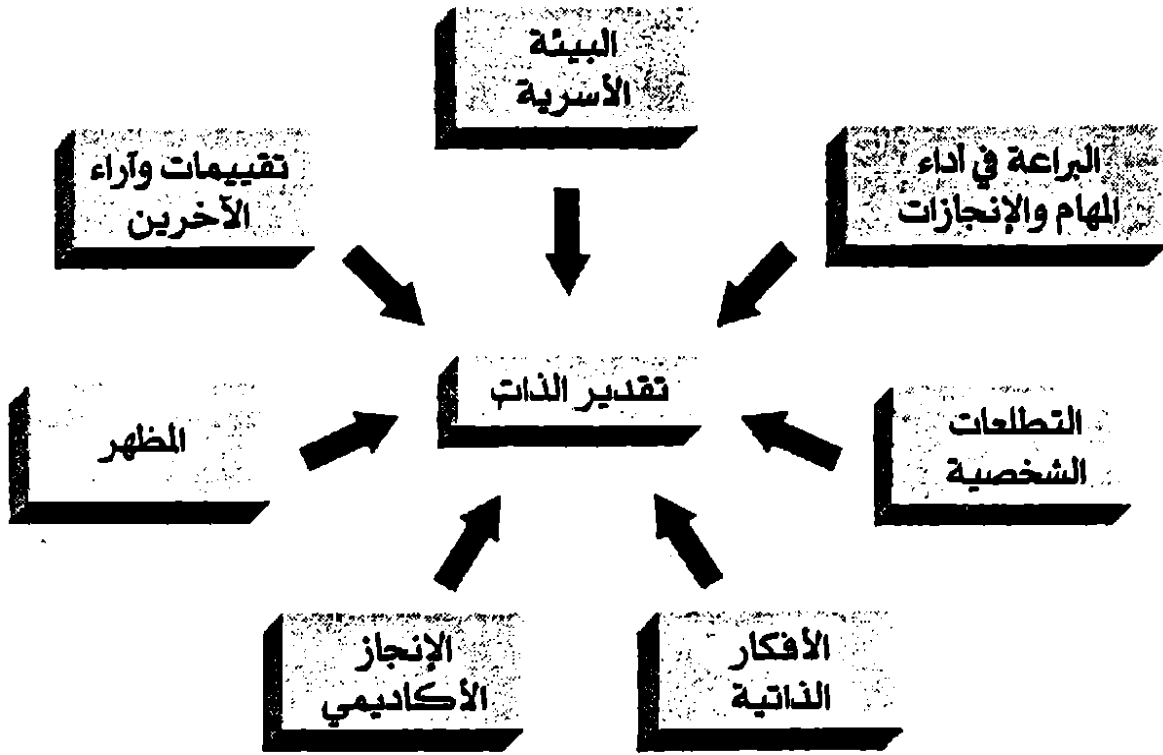 البيئة
الأسرية
البراعة في أداء
المهام والإنجازات
تقييمات وآراء
الآخرين
تقدير الذات
التطلعات
الشخصية
المظهر
الأفكار
الذاتية
الإنجاز
الأكاديمي